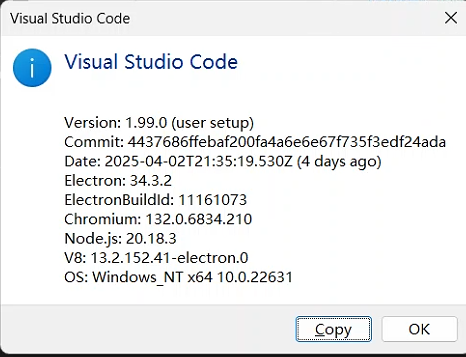 Visual Studio Code
Visual Studio Code
Version: 1.99.0 (user setup)
Commit: 4437686ffebaf200fa4a6e6e67f735f3edf24ada
Date: 2025-04-02T21:35:19.530Z (4 days ago)
Electron: 34.3.2
ElectronBuildId: 11161073
Chromium: 132.0.6834.210
Node.js: 20.18.3
V8: 13.2.152.41-electron.0
OS: Windows_NT x64 10.0.22631
Copy OK